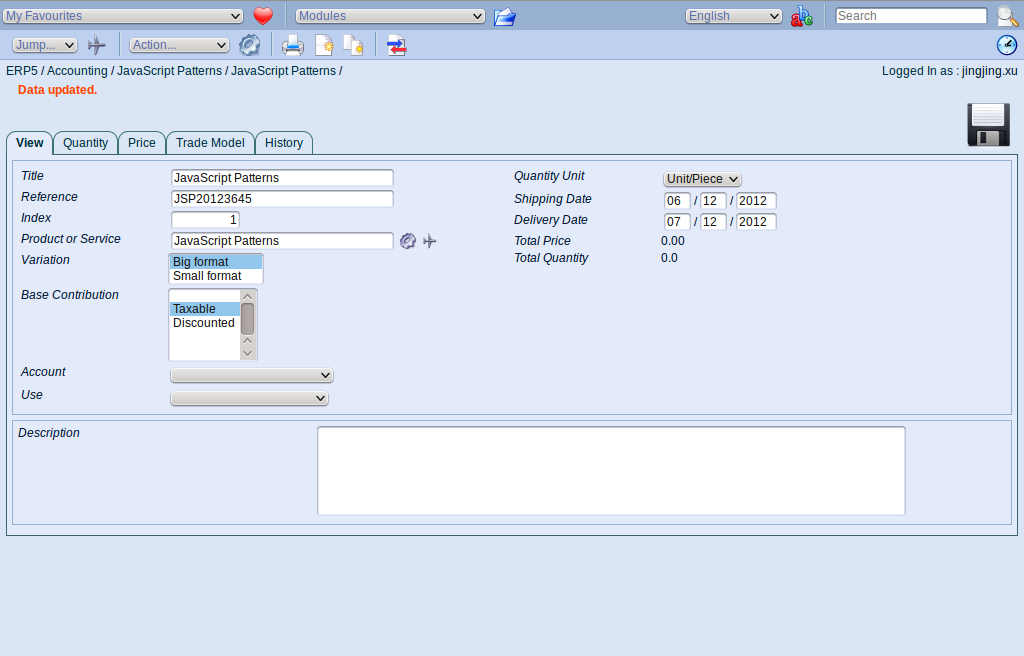 My Favourites Modules English Search
Jump... Action...
ERP5 / Accounting / JavaScript Patterns / JavaScript Patterns / Logged In as : jingjing.xu
Data updated.
View Quantity Price Trade Model History
Title JavaScript Patterns
Reference JSP20123645
Index 1
Product or Service JavaScript Patterns
Variation Big format
Small format
Base Contribution
Taxable
Discounted
Account
Use
Quantity Unit Unit/Piece
Shipping Date 06 / 12 / 2012
Delivery Date 07 / 12 / 2012
Total Price 0.00
Total Quantity 0.0
Description